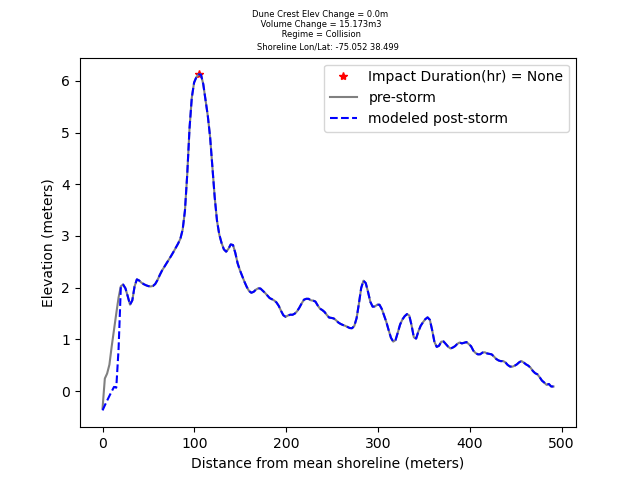 Dune Crest Elev Change = 0.0m
Volume Change = 15.173m3
Regime = Collision
Shoreline Lon/Lat: -75.052 38.499
Impact Duration(hr) = None
pre-storm
modeled post-storm
Elevation (meters)
6
5
4
3
2
1
0
0 100 200 300 400 500
Distance from mean shoreline (meters)